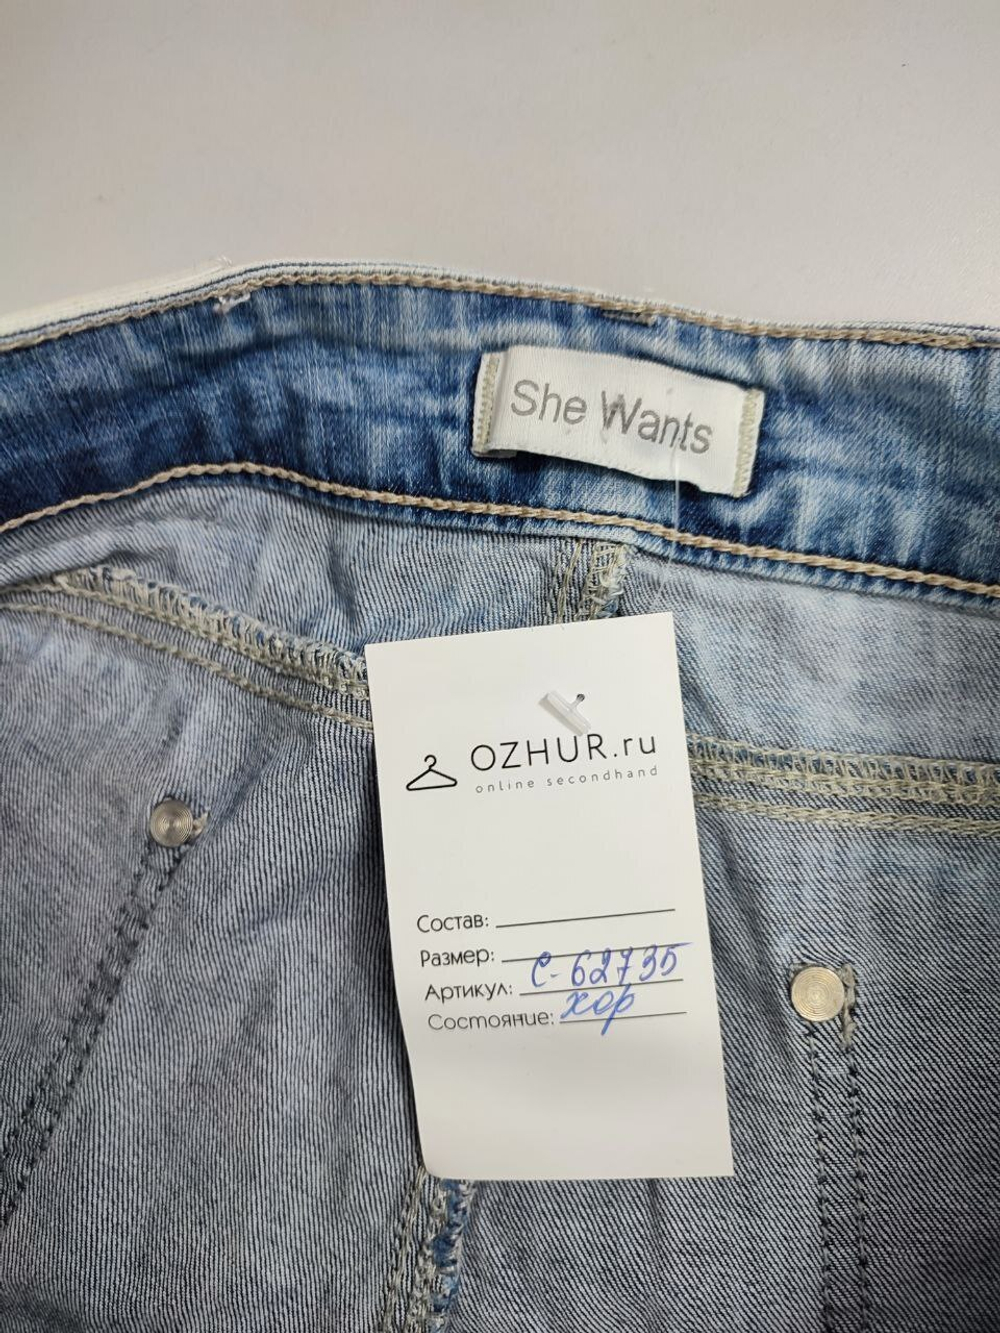 She Wants
OZHUR.ru
online secondhand
Состав:
Размер:
Артикул: С-62735
Состояние: хор